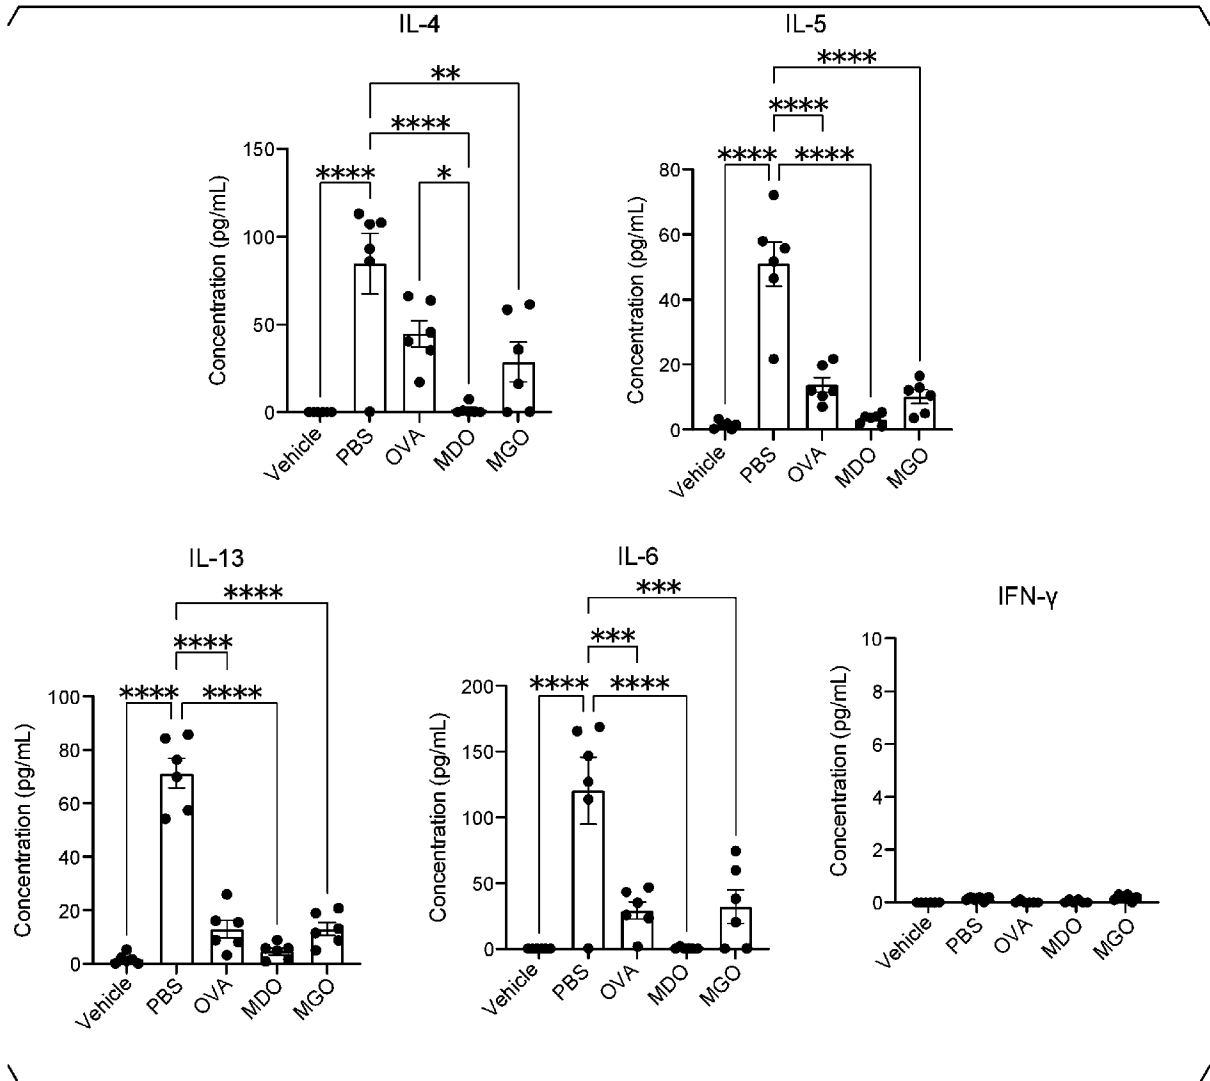 IL-4
**
****
**** *
Concentration (pg/mL)
150
100
50
0
Vehicle PBS OVA MDO MGO
IL-5
****
****
**** ****
Concentration (pg/mL)
80
60
40
20
0
Vehicle PBS OVA MDO MGO
IL-13
****
****
**** ****
Concentration (pg/mL)
100
80
60
40
20
0
Vehicle PBS OVA MDO MGO
IL-6
***
***
**** ****
Concentration (pg/mL)
200
150
100
50
0
Vehicle PBS OVA MDO MGO
IFN-γ
Concentration (pg/mL)
10
8
6
4
2
0
Vehicle PBS OVA MDO MGO